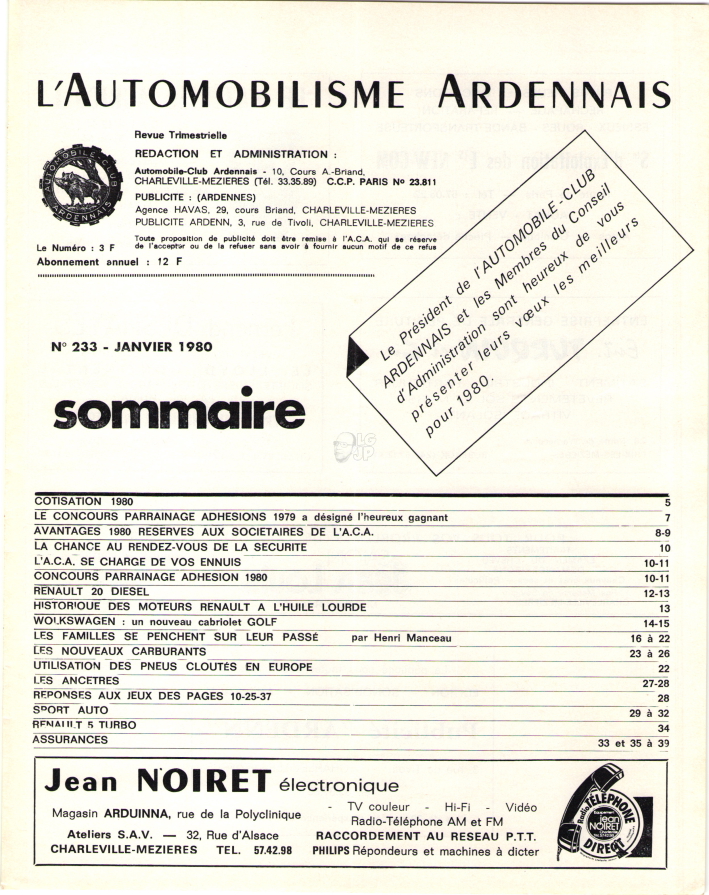 L'AUTOMOBILISME ARDENNAIS
Revue Trimestrielle
REDACTION ET ADMINISTRATION :
Automobile-Club Ardennais - 10, Cours A.-Briand,
CHARLEVILLE-MEZIERES (Tél. 33.35.89) C.C.P. PARIS No 23.811
PUBLICITE : (ARDENNES)
Agence HAVAS, 29, cours Briand, CHARLEVILLE-MEZIERES
PUBLICITE ARDENN, 3, rue de Tivoli, CHARLEVILLE-MEZIERES
Toute proposition de publicité doit être remise à l'A.C.A. qui se réserve
de l'accepter ou de la refuser sans avoir à fournir aucun motif de ce refus
AUTOMOBILE-CLUB
ARDENNAIS
Le Numéro : 3 F
Abonnement annuel : 12 F
Le Président de l'AUTOMOBILE-CLUB
ARDENNAIS et les Membres du Conseil
d'Administration sont heureux de vous
présenter leurs vœux les meilleurs
pour 1980.
N° 233 - JANVIER 1980
sommaire
LG
JP
COTISATION 1980 5
LE CONCOURS PARRAINAGE ADHESIONS 1979 a désigné l'heureux gagnant 7
AVANTAGES 1980 RESERVES AUX SOCIETAIRES DE L'A.C.A. 8-9
LA CHANCE AU RENDEZ-VOUS DE LA SECURITE 10
L'A.C.A. SE CHARGE DE VOS ENNUIS 10-11
CONCOURS PARRAINAGE ADHESION 1980 10-11
RENAULT 20 DIESEL 12-13
HISTORIQUE DES MOTEURS RENAULT A L'HUILE LOURDE 13
WOLKSWAGEN : un nouveau cabriolet GOLF 14-15
LES FAMILLES SE PENCHENT SUR LEUR PASSÉ par Henri Manceau 16 à 22
LES NOUVEAUX CARBURANTS 23 à 26
UTILISATION DES PNEUS CLOUTÉS EN EUROPE 22
LES ANCETRES 27-28
REPONSES AUX JEUX DES PAGES 10-25-37 28
SPORT AUTO 29 à 32
RENAULT 5 TURBO 34
ASSURANCES 33 et 35 à 39
Jean NOIRET électronique
Magasin ARDUINNA, rue de la Polyclinique
Ateliers S.A.V. — 32, Rue d'Alsace
CHARLEVILLE-MEZIERES TEL. 57.42.98
- TV couleur - Hi-Fi - Vidéo
Radio-Téléphone AM et FM
RACCORDEMENT AU RESEAU P.T.T.
PHILIPS Répondeurs et machines à dicter
Radio TÉLÉPHONE
Jean
NOIRET
DIRECT